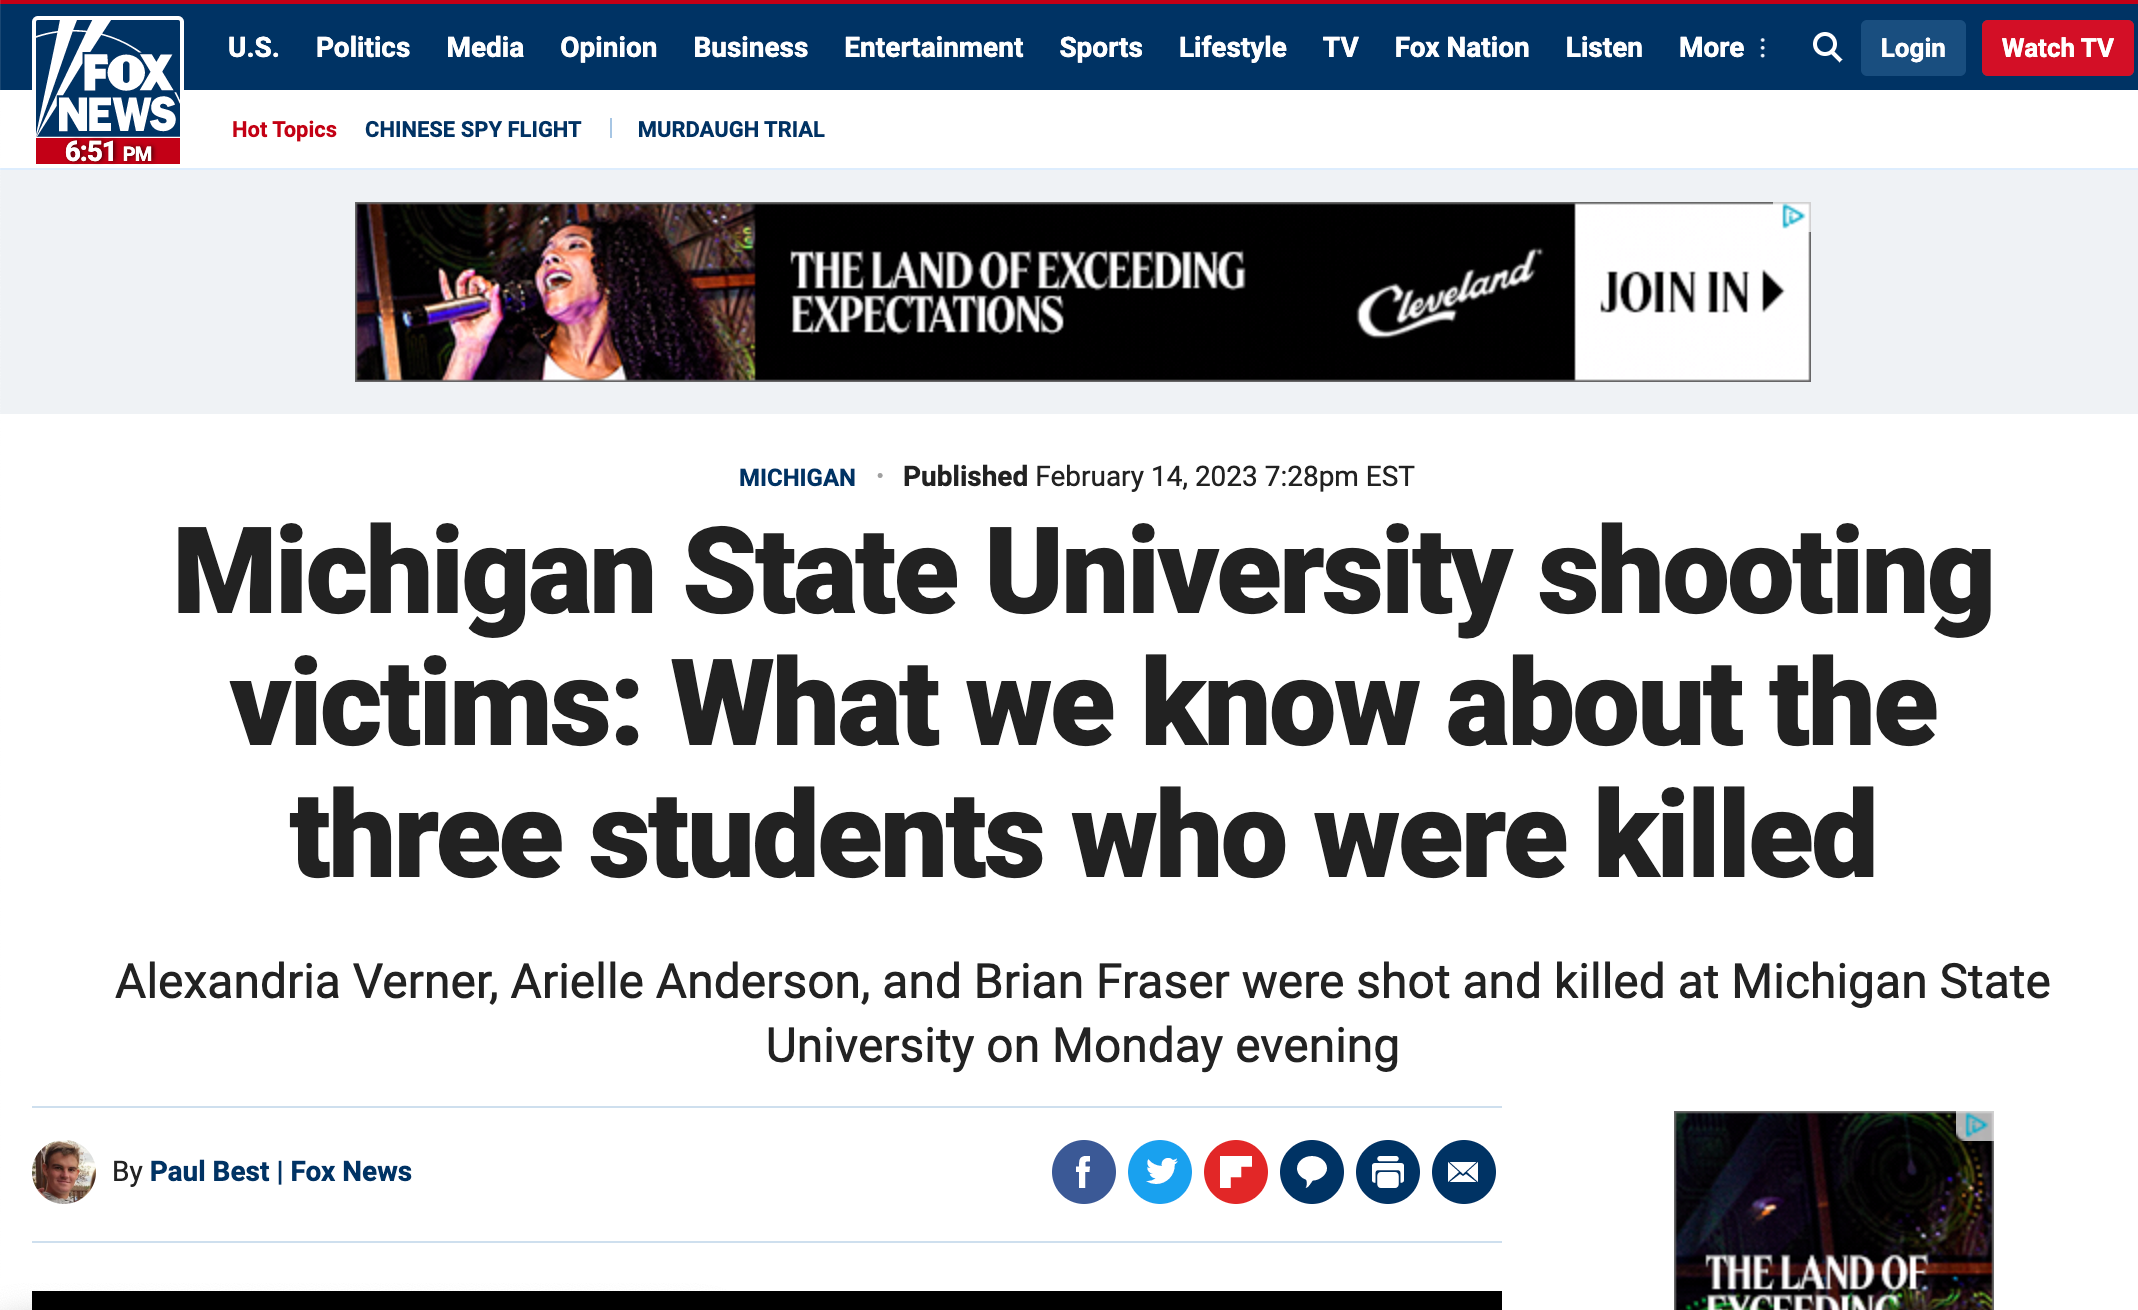 FOX
NEWS
6:51 PM
U.S. Politics Media Opinion Business Entertainment Sports Lifestyle TV Fox Nation Listen More Login Watch TV
Hot Topics CHINESE SPY FLIGHT MURDAUGH TRIAL
THE LAND OF EXCEEDING
EXPECTATIONS
Cleveland
JOIN IN
MICHIGAN · Published February 14, 2023 7:28pm EST
Michigan State University shooting
victims: What we know about the
three students who were killed
Alexandria Verner, Arielle Anderson, and Brian Fraser were shot and killed at Michigan State
University on Monday evening
By Paul Best | Fox News
THE LAND OF
EXCEEDING